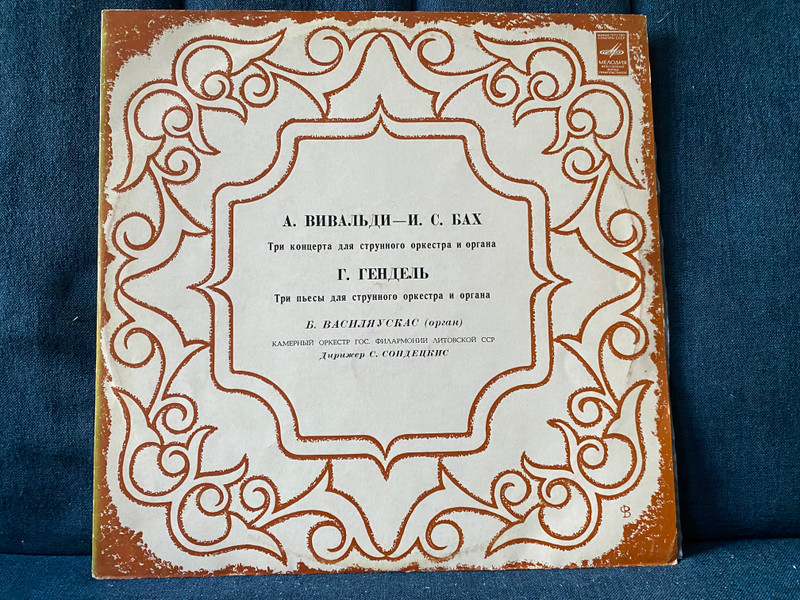 МЕЛОДИЯ
А. ВИВАЛЬДИ—И. С. БАХ
Три концерта для струнного оркестра и органа
Г. ГЕНДЕЛЬ
Три пьесы для струнного оркестра и органа
Б. ВАСИЛЯУСКАС (орган)
КАМЕРНЫЙ ОРКЕСТР ГОС. ФИЛАРМОНИИ ЛИТОВСКОЙ ССР
Дирижер С. СОНДЕЦКИС